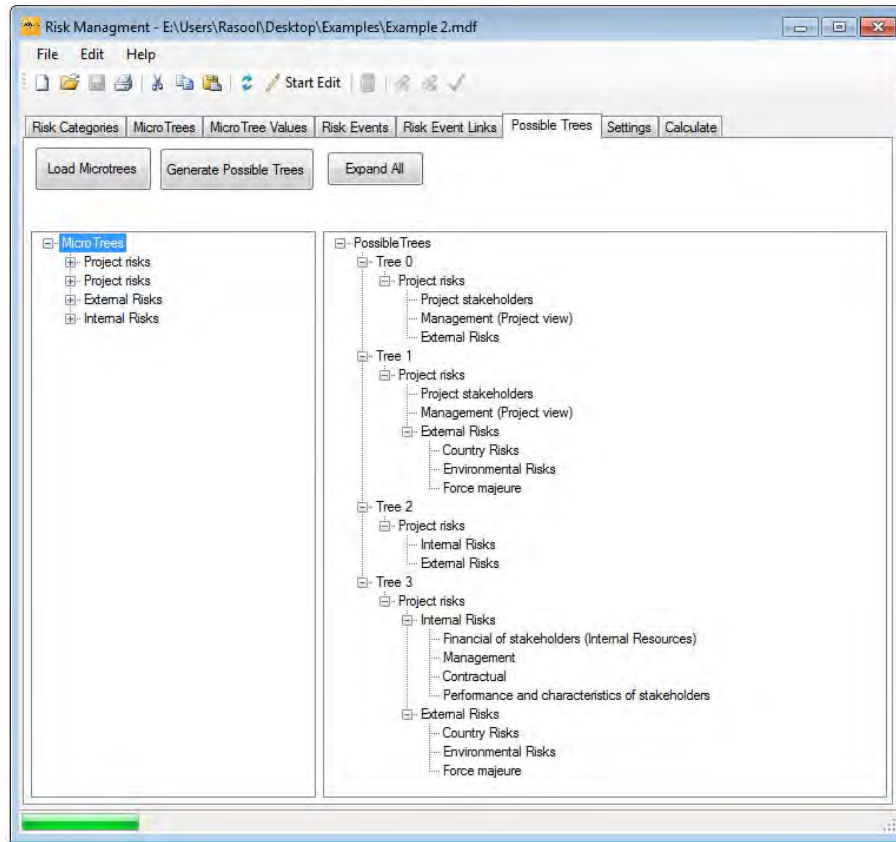 Risk Managment - E:\Users\Rasool\Desktop\Examples\Example 2.mdf
File Edit Help
Start Edit
Risk Categories MicroTrees MicroTree Values Risk Events Risk Event Links Possible Trees Settings Calculate
Load Microtrees Generate Possible Trees Expand All
MicroTrees
Project risks
Project risks
External Risks
Internal Risks
PossibleTrees
Tree 0
Project risks
Project stakeholders
Management (Project view)
External Risks
Tree 1
Project risks
Project stakeholders
Management (Project view)
External Risks
Country Risks
Environmental Risks
Force majeure
Tree 2
Project risks
Internal Risks
External Risks
Tree 3
Project risks
Internal Risks
Financial of stakeholders (Internal Resources)
Management
Contractual
Performance and characteristics of stakeholders
External Risks
Country Risks
Environmental Risks
Force majeure